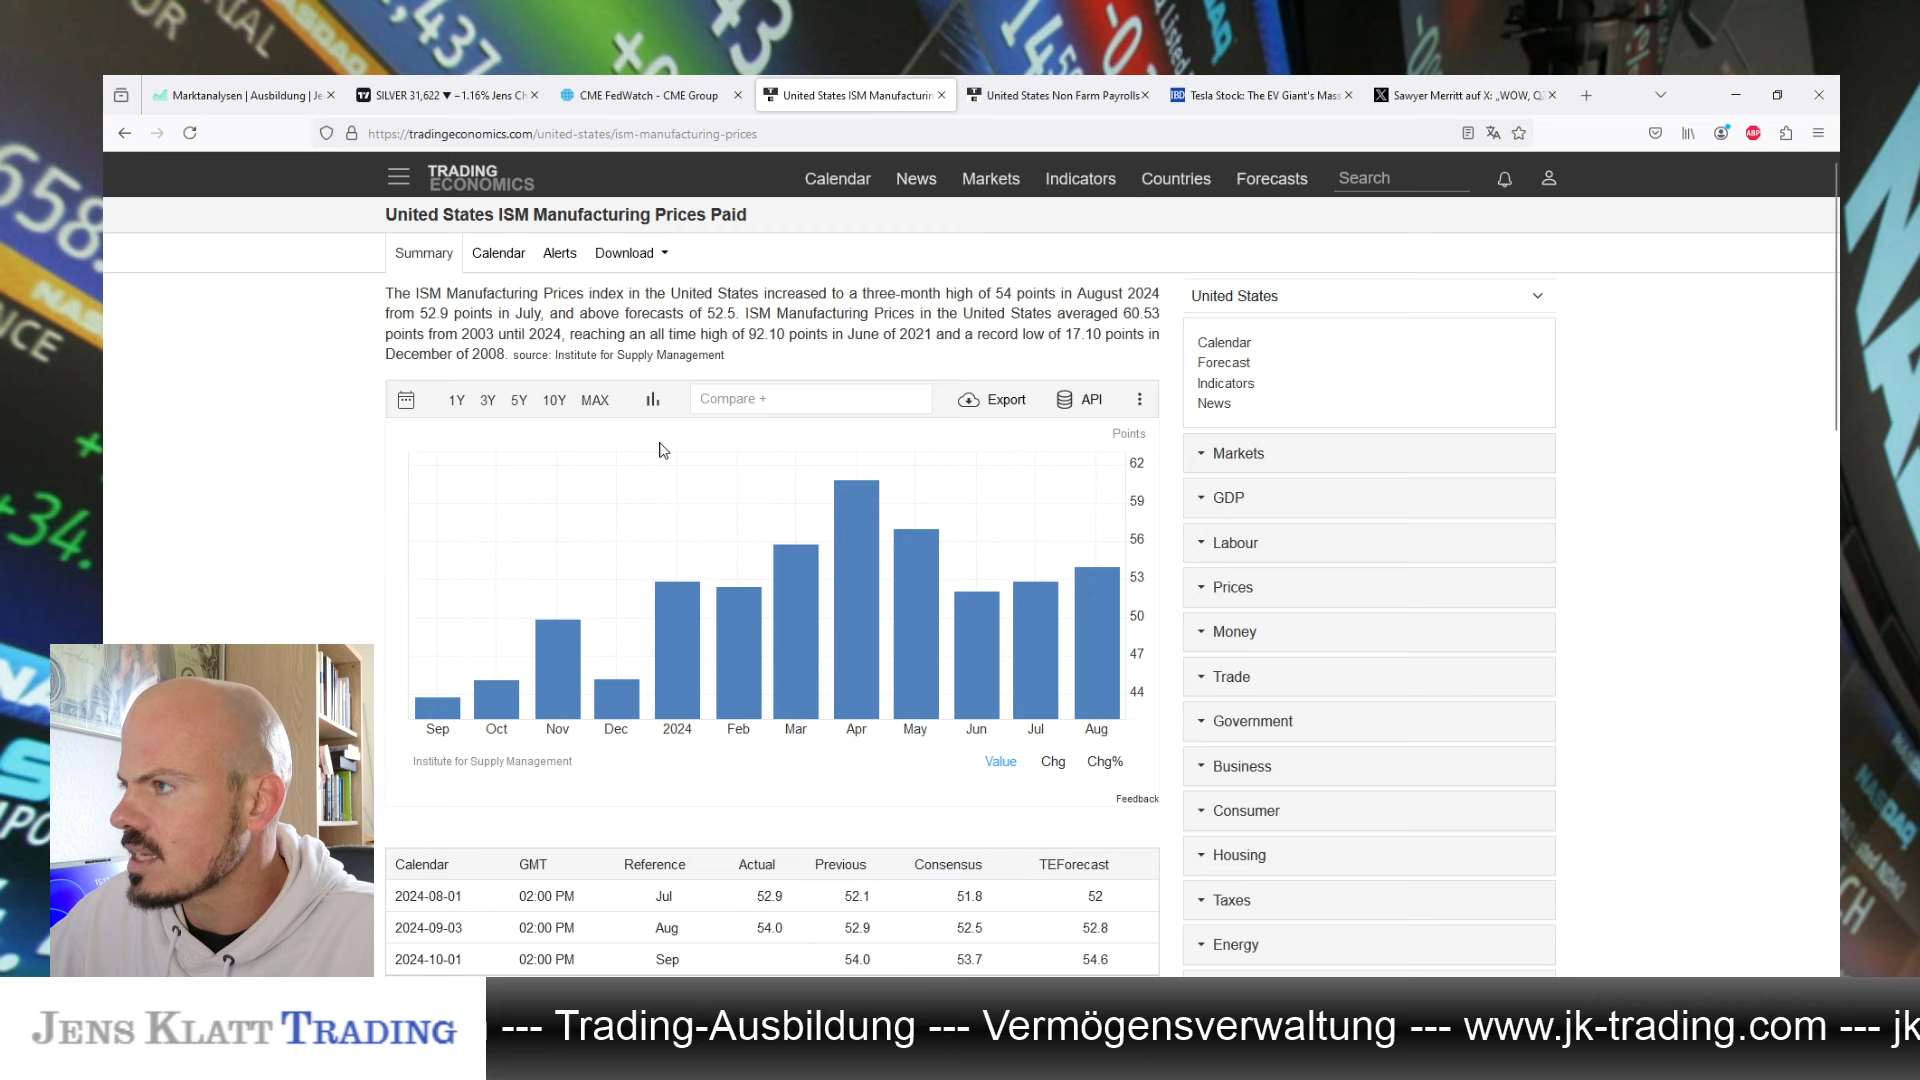 Marktanalysen | Ausbildung | Je
SILVER 31,622 ▼ −1.16% Jens Ch
CME FedWatch - CME Group
United States ISM Manufacturin
United States Non Farm Payrolls
IBD Tesla Stock: The EV Giant's Mass
Sawyer Merritt auf X: „WOW, Q
https://tradingeconomics.com/united-states/ism-manufacturing-prices
ABP
TRADING
ECONOMICS
Calendar News Markets Indicators Countries Forecasts Search
United States ISM Manufacturing Prices Paid
Summary Calendar Alerts Download
The ISM Manufacturing Prices index in the United States increased to a three-month high of 54 points in August 2024
from 52.9 points in July, and above forecasts of 52.5. ISM Manufacturing Prices in the United States averaged 60.53
points from 2003 until 2024, reaching an all time high of 92.10 points in June of 2021 and a record low of 17.10 points in
December of 2008. source: Institute for Supply Management
1Y 3Y 5Y 10Y MAX Compare + Export API
Points
62
59
56
53
50
47
44
Sep Oct Nov Dec 2024 Feb Mar Apr May Jun Jul Aug
Institute for Supply Management Value Chg Chg%
Feedback
Calendar GMT Reference Actual Previous Consensus TEForecast
2024-08-01 02:00 PM Jul 52.9 52.1 51.8 52
2024-09-03 02:00 PM Aug 54.0 52.9 52.5 52.8
2024-10-01 02:00 PM Sep 54.0 53.7 54.6
United States
Calendar
Forecast
Indicators
News
Markets
GDP
Labour
Prices
Money
Trade
Government
Business
Consumer
Housing
Taxes
Energy
JENS KLATT TRADING
--- Trading-Ausbildung --- Vermögensverwaltung --- www.jk-trading.com --- jk